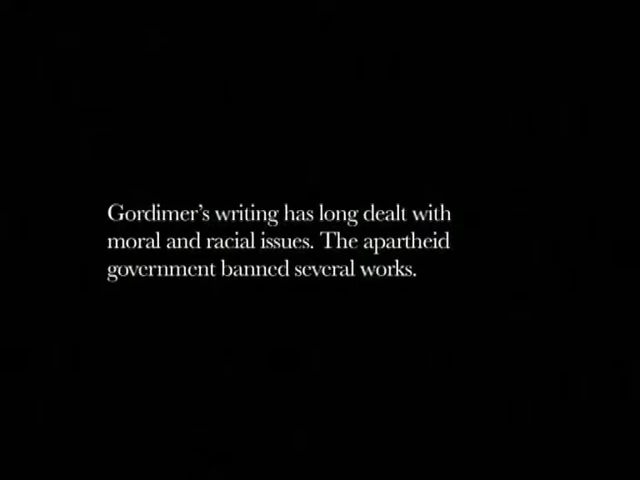 Gordimer's writing has long dealt with
moral and racial issues. The apartheid
government banned several works.